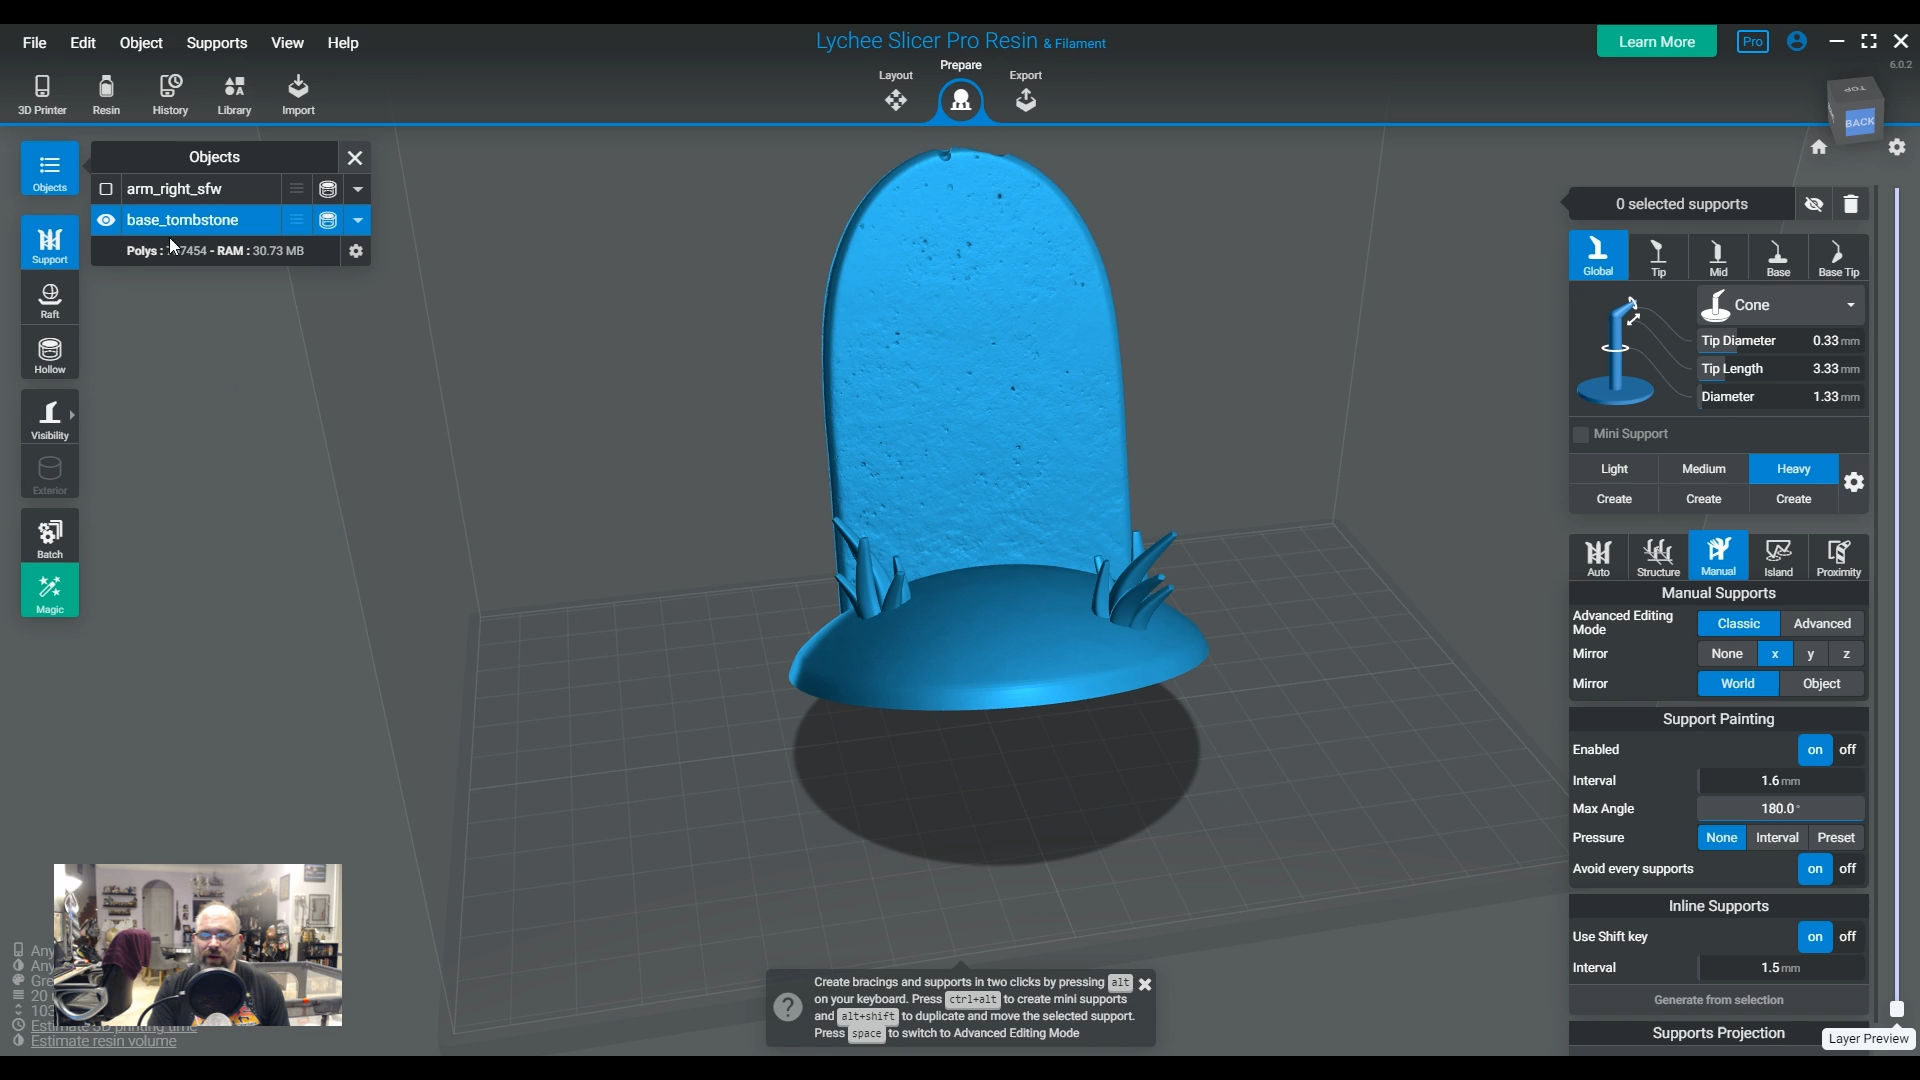 File Edit Object Supports View Help
Lychee Slicer Pro Resin & Filament
Learn More
Pro
6.0.2
3D Printer Resin History Library Import
Layout Prepare Export
TOP
BACK
Objects
Objects
arm_right_sfw
base_tombstone
Polys : 7454 - RAM : 30.73 MB
Support
Raft
Hollow
Visibility
Exterior
Batch
Magic
0 selected supports
Global Tip Mid Base Base Tip
Cone
Tip Diameter 0.33 mm
Tip Length 3.33 mm
Diameter 1.33 mm
Mini Support
Light Medium Heavy
Create Create Create
Auto Structure Manual Island Proximity
Manual Supports
Advanced Editing
Mode
Classic Advanced
Mirror None x y z
Mirror World Object
Support Painting
Enabled on off
Interval 1.6 mm
Max Angle 180.0 °
Pressure None Interval Preset
Avoid every supports on off
Inline Supports
Use Shift key on off
Interval 1.5 mm
Generate from selection
Supports Projection
Layer Preview
Create bracings and supports in two clicks by pressing alt
on your keyboard. Press ctrl+alt to create mini supports
and alt+shift to duplicate and move the selected support.
Press space to switch to Advanced Editing Mode
Estimate 3D printing time
Estimate resin volume